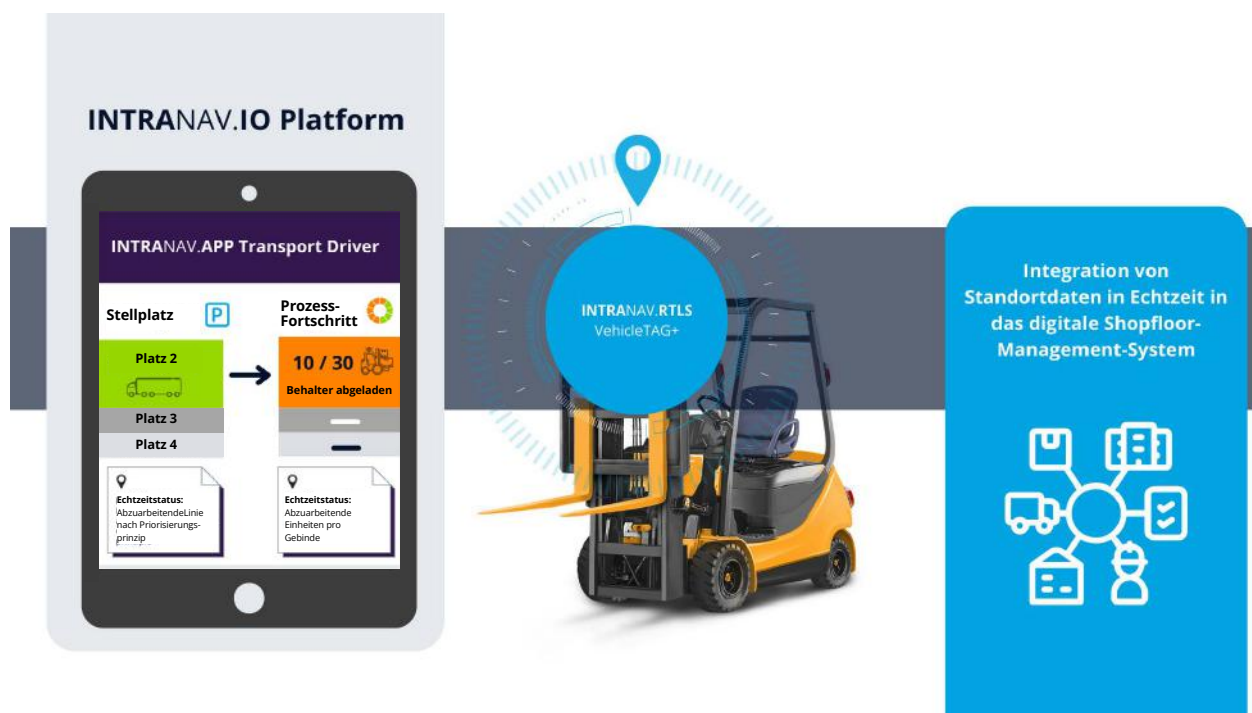 INTRANAV.IO Platform
INTRANAV.APP Transport Driver
Stellplatz
P
Prozess-
Fortschritt
Platz 2
10 / 30
Behalter abgeladen
Platz 3
Platz 4
Echtzeitstatus:
AbzuarbeitendeLinie
nach Priorisierungs-
prinzip
Echtzeitstatus:
Abzuarbeitende
Einheiten pro
Gebinde
INTRANAV.RTLS
VehicleTAG+
Integration von
Standortdaten in Echtzeit in
das digitale Shopfloor-
Management-System